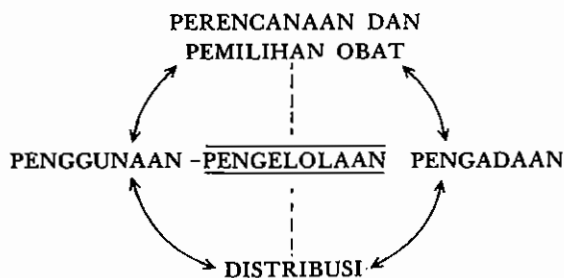 PERENCANAAN DAN
PEMILIHAN OBAT
PENGGUNAAN - PENGELOLAAN PENGADAAN
DISTRIBUSI